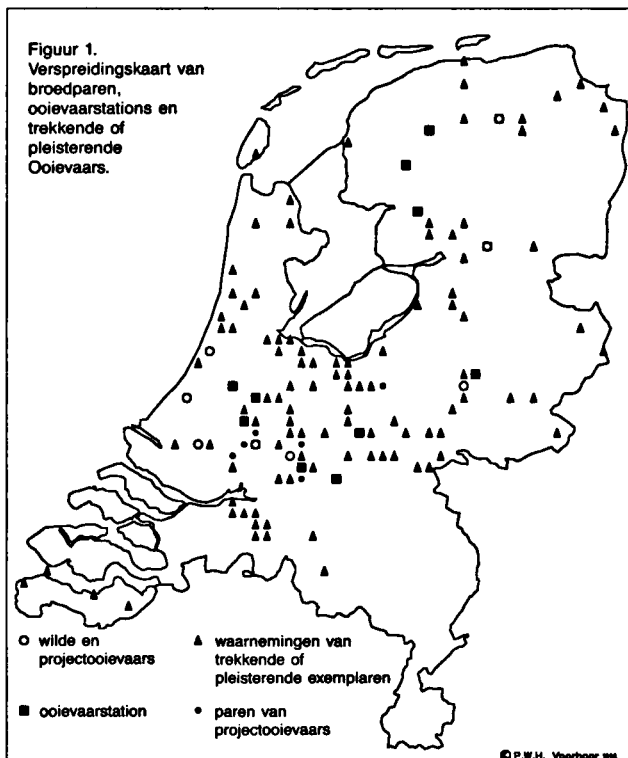 Figuur 1.
Verspreidingskaart van
broedparen,
ooievaarstations en
trekkende of
pleisterende
Ooievaars.
wilde en
projectooievaars
waarnemingen van
trekkende of
pleisterende exemplaren
ooievaarstation
paren van
projectooievaars
© P.W.H. Voorhoer